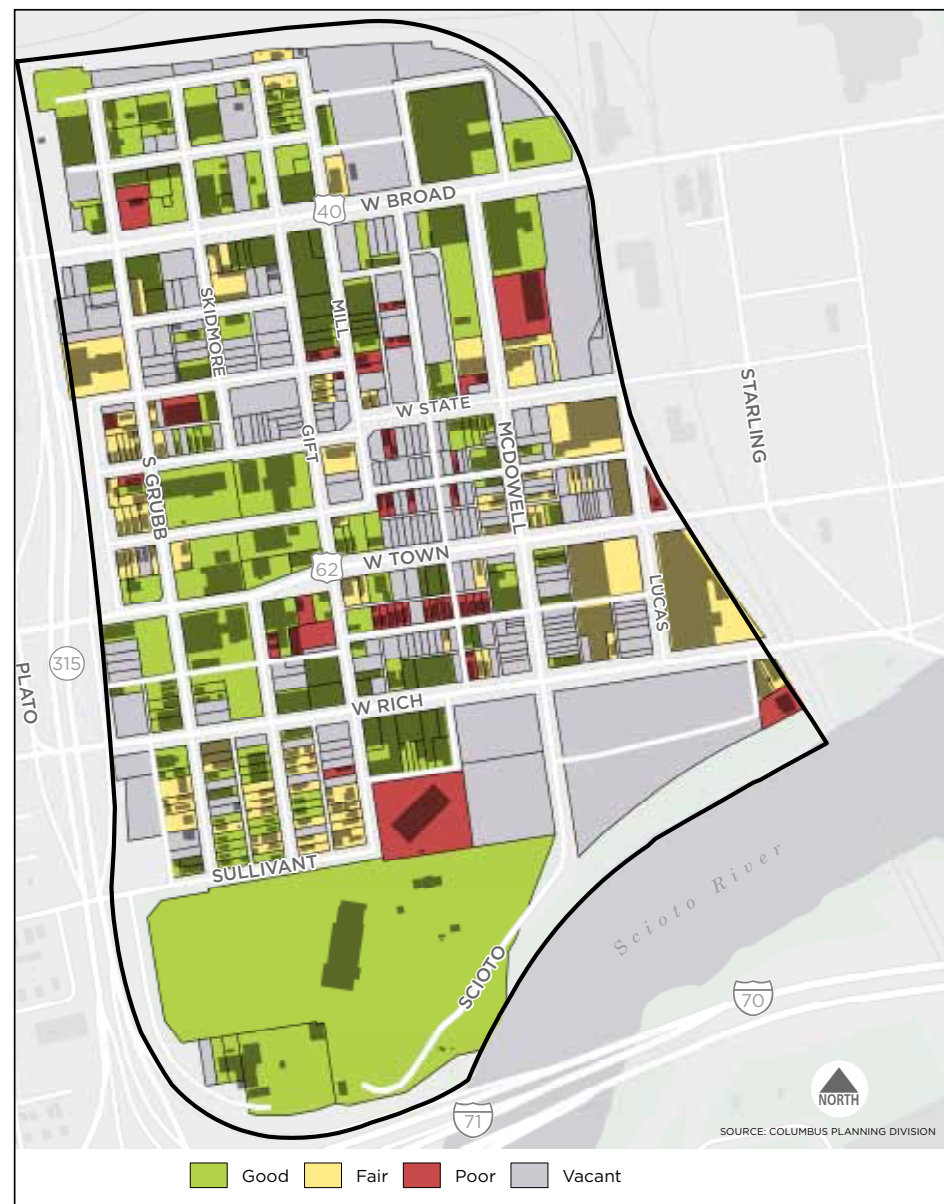 W BROAD
40
SKIDMORE
MILL
STARLING
W STATE
GIFT
MCDOWELL
S GRUBB
W TOWN
62
LUCAS
PLATO
315
W RICH
SULLIVANT
Scioto River
SCIOTO
70
71
NORTH
SOURCE: COLUMBUS PLANNING DIVISION
Good Fair Poor Vacant